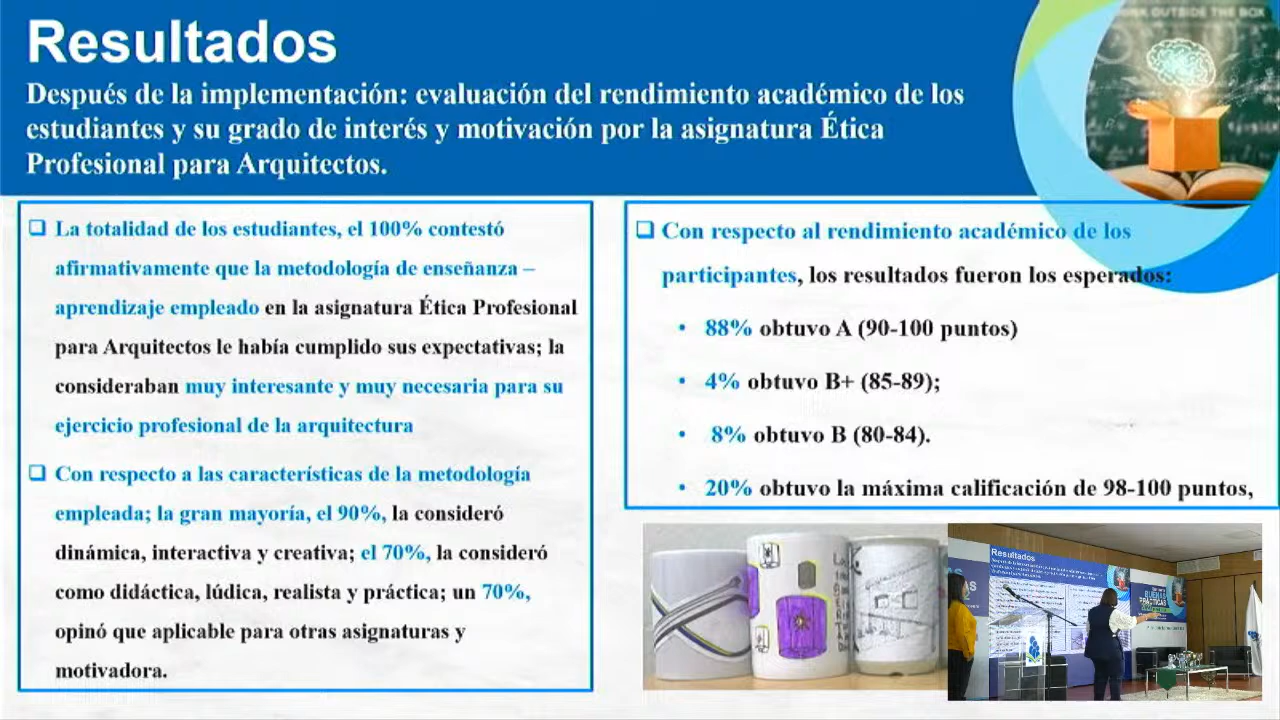 THINK OUTSIDE THE BOX
Resultados
Después de la implementación: evaluación del rendimiento académico de los
estudiantes y su grado de interés y motivación por la asignatura Ética
Profesional para Arquitectos.
La totalidad de los estudiantes, el 100% contestó
afirmativamente que la metodología de enseñanza –
aprendizaje empleado en la asignatura Ética Profesional
para Arquitectos le había cumplido sus expectativas; la
consideraban muy interesante y muy necesaria para su
ejercicio profesional de la arquitectura
Con respecto a las características de la metodología
empleada; la gran mayoría, el 90%, la consideró
dinámica, interactiva y creativa; el 70%, la consideró
como didáctica, lúdica, realista y práctica; un 70%,
opinó que aplicable para otras asignaturas y
motivadora.
Con respecto al rendimiento académico de los
participantes, los resultados fueron los esperados:
• 88% obtuvo A (90-100 puntos)
• 4% obtuvo B+ (85-89);
• 8% obtuvo B (80-84).
• 20% obtuvo la máxima calificación de 98-100 puntos,
Resultados
BUENAS
PRÁCTICAS